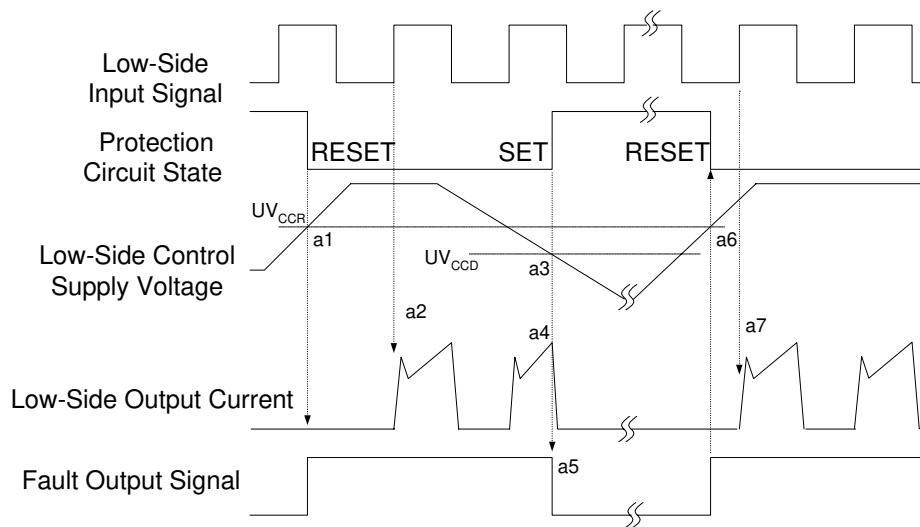 Low-Side
Input Signal
Protection
Circuit State
RESET
SET
RESET
UVCCR
a1
a6
Low-Side Control
Supply Voltage
UVCCD
a3
a2
a4
a7
Low-Side Output Current
a5
Fault Output Signal